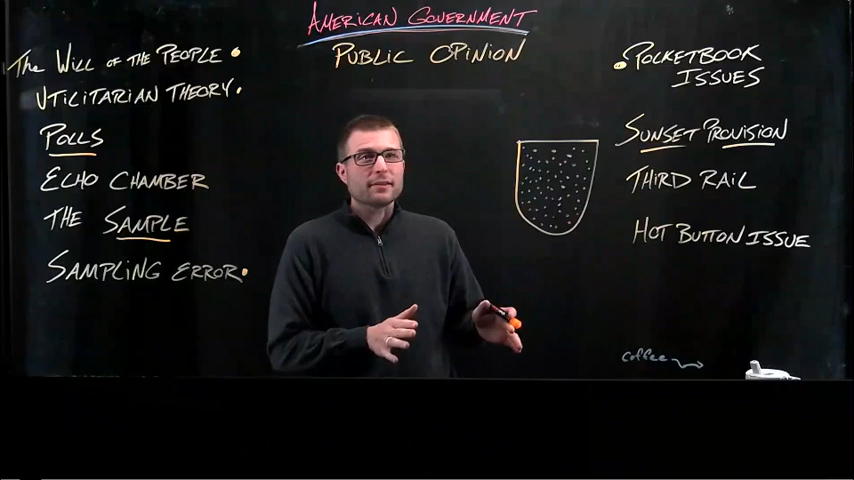 AMERICAN GOVERNMENT
PUBLIC OPINION
The WILL OF THE PEOPLE
UTILITARIAN THEORY
POLLS
ECHO CHAMBER
THE SAMPLE
SAMPLING ERROR
POCKETBOOK
ISSUES
SUNSET PROVISION
THIRD RAIL
HOT BUTTON ISSUE
coffee